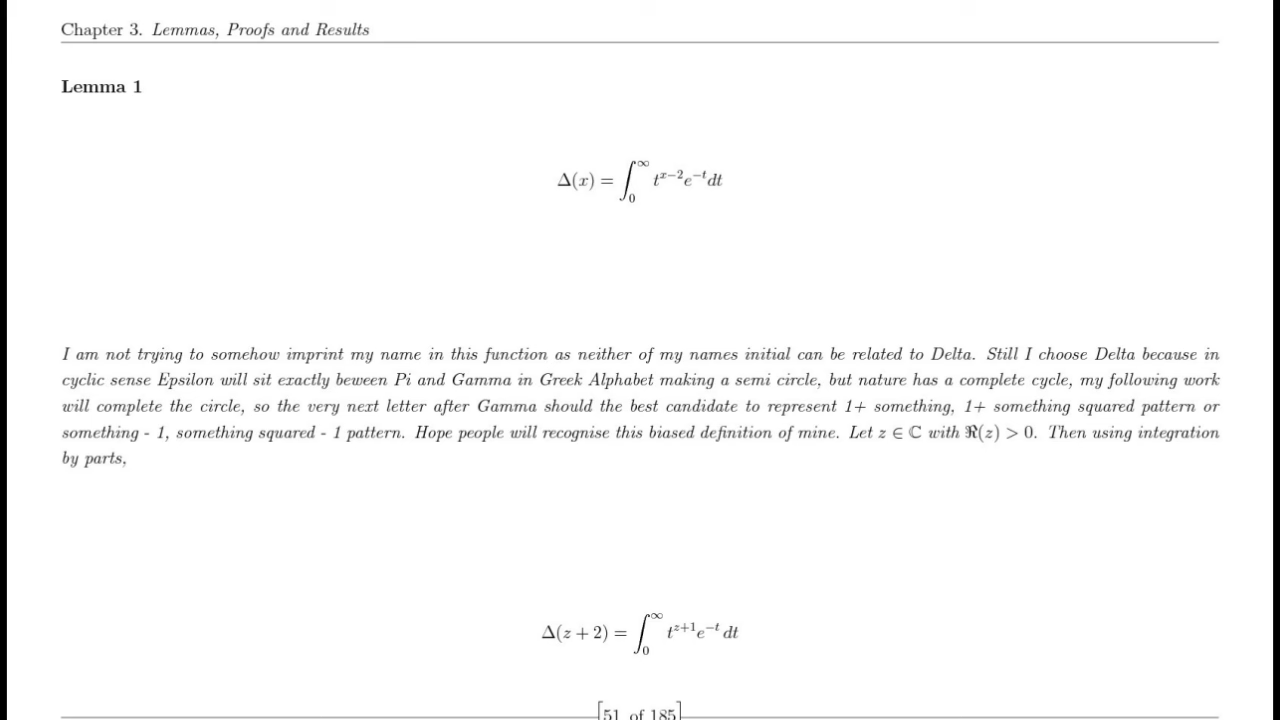 Chapter 3. Lemmas, Proofs and Results
Lemma 1
Δ(x) = ∫₀^∞ t^{x−2}e^{−t}dt
I am not trying to somehow imprint my name in this function as neither of my names initial can be related to Delta. Still I choose Delta because in
cyclic sense Epsilon will sit exactly beween Pi and Gamma in Greek Alphabet making a semi circle, but nature has a complete cycle, my following work
will complete the circle, so the very next letter after Gamma should the best candidate to represent 1+ something, 1+ something squared pattern or
something - 1, something squared - 1 pattern. Hope people will recognise this biased definition of mine. Let z ∈ ℂ with ℜ(z) > 0. Then using integration
by parts,
Δ(z + 2) = ∫₀^∞ t^{z+1}e^{−t} dt
[51 of 185]